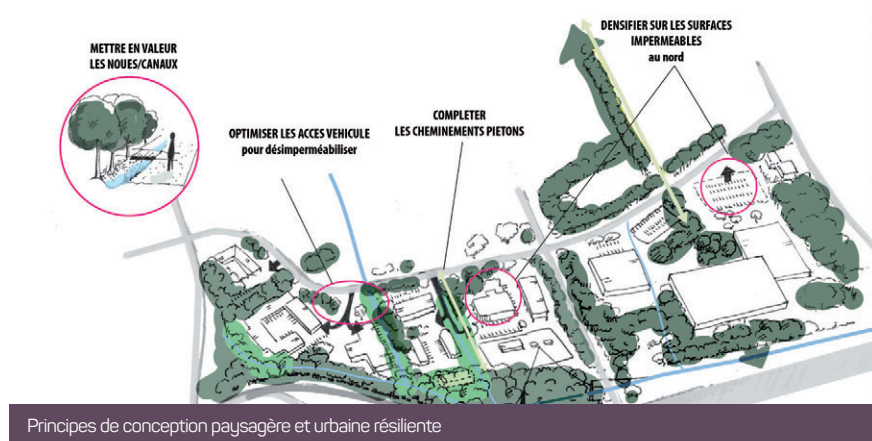 METTRE EN VALEUR
LES NOUES/CANAUX
OPTIMISER LES ACCES VEHICULE
pour désimperméabiliser
COMPLETER
LES CHEMINEMENTS PIETONS
DENSIFIER SUR LES SURFACES
IMPERMEABLES
au nord
Principes de conception paysagère et urbaine résiliente